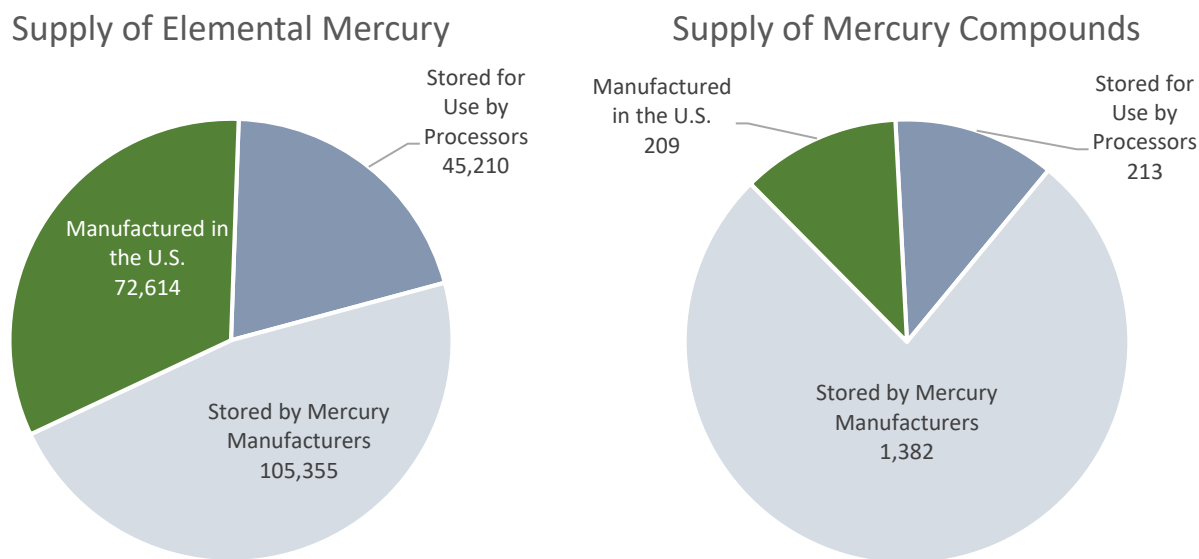 Supply of Elemental Mercury
Stored for
Use by
Processors
45,210
Manufactured in
the U.S.
72,614
Stored by Mercury
Manufacturers
105,355
Supply of Mercury Compounds
Manufactured
in the U.S.
209
Stored for
Use by
Processors
213
Stored by Mercury
Manufacturers
1,382